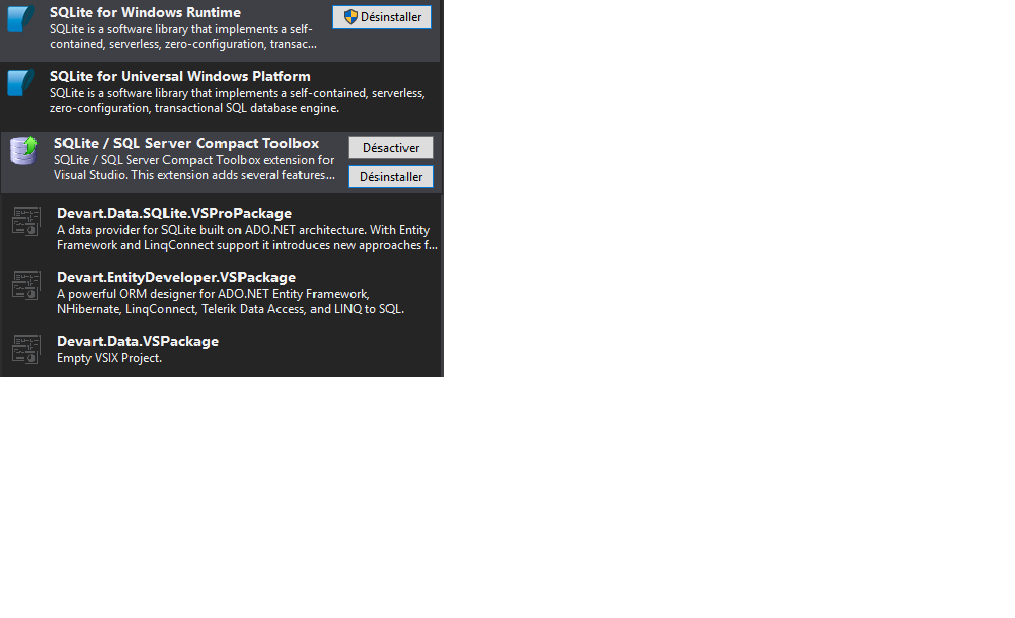 SQLite for Windows Runtime
Désinstaller
SQLite is a software library that implements a self-
contained, serverless, zero-configuration, transac...
SQLite for Universal Windows Platform
SQLite is a software library that implements a self-contained, serverless,
zero-configuration, transactional SQL database engine.
SQLite / SQL Server Compact Toolbox
Désactiver
SQLite / SQL Server Compact Toolbox extension for
Visual Studio. This extension adds several features...
Désinstaller
Devart.Data.SQLite.VSProPackage
A data provider for SQLite built on ADO.NET architecture. With Entity
Framework and LinqConnect support it introduces new approaches f...
Devart.EntityDeveloper.VSPackage
A powerful ORM designer for ADO.NET Entity Framework,
NHibernate, LinqConnect, Telerik Data Access, and LINQ to SQL.
Devart.Data.VSPackage
Empty VSIX Project.